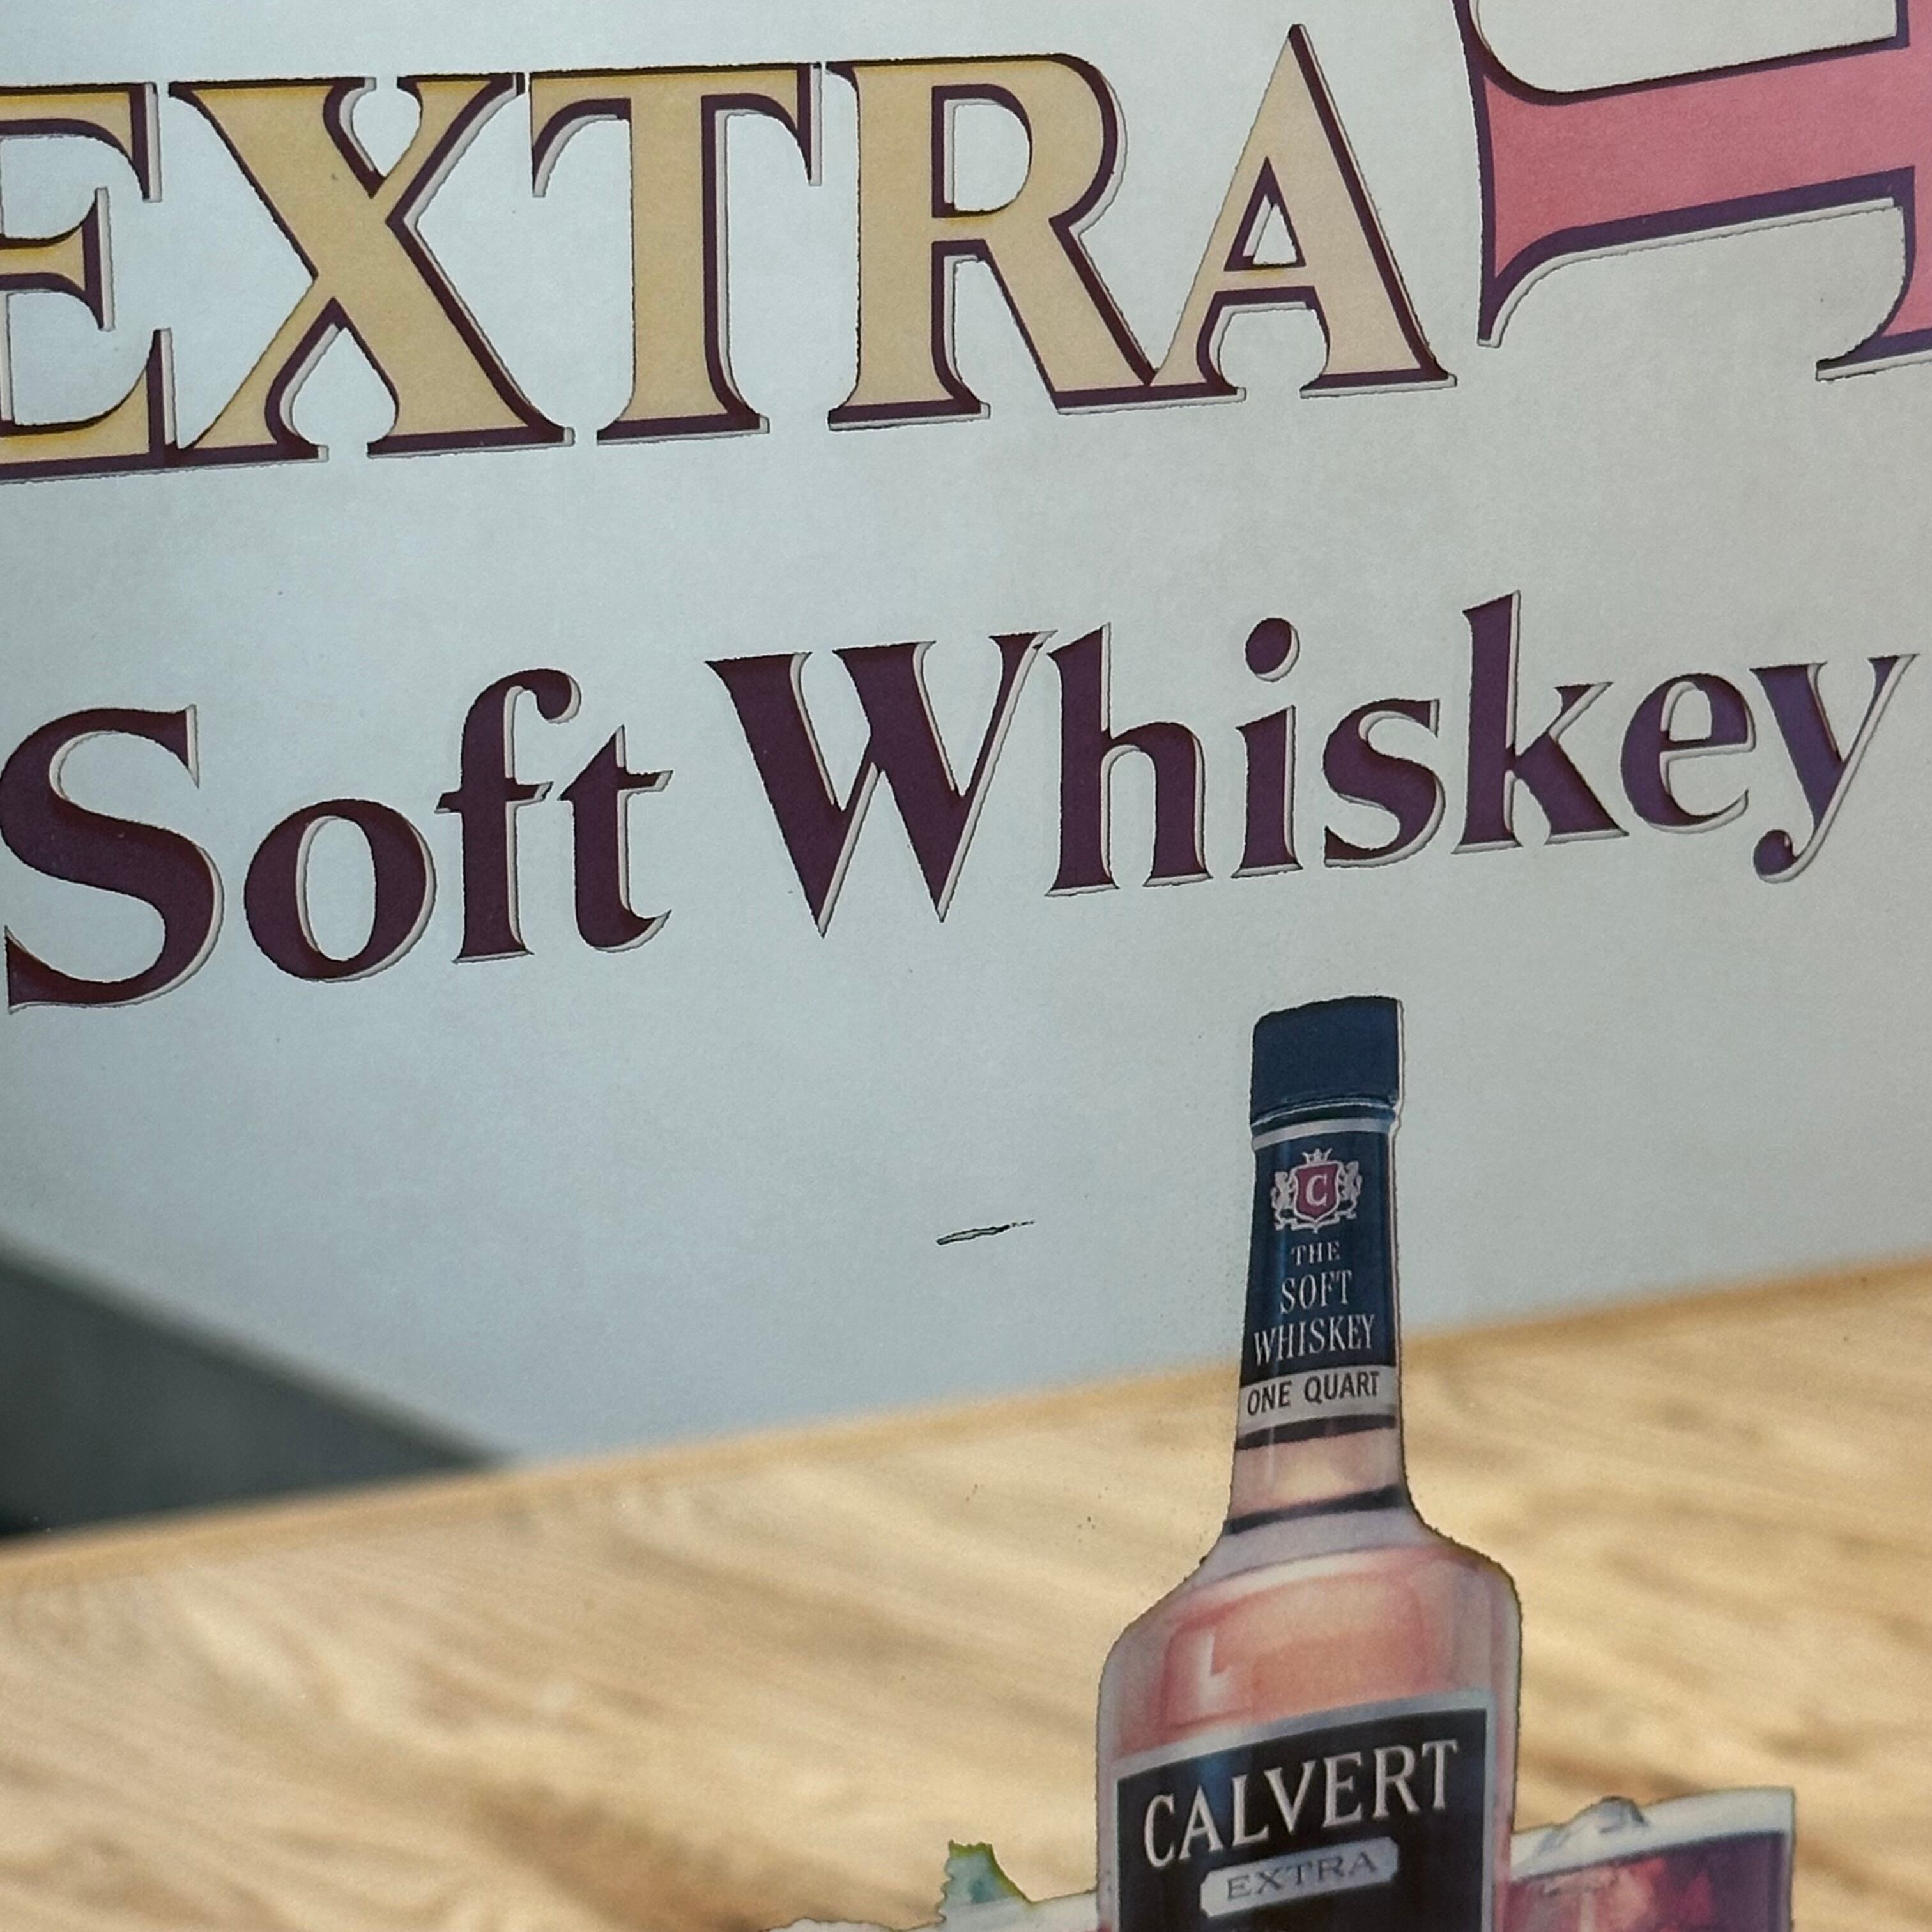 EXTRA
Soft Whiskey
C
THE
SOFT
WHISKEY
ONE QUART
CALVERT
EXTRA